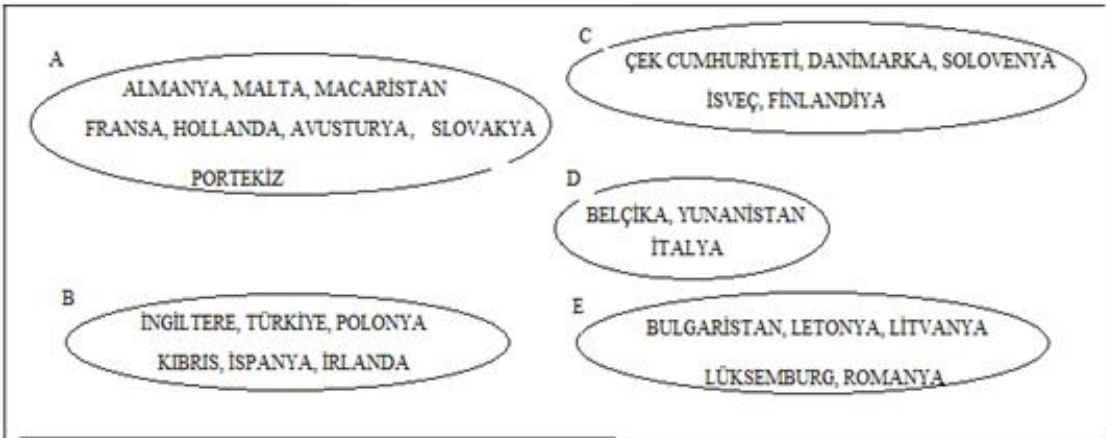 A
ALMANYA, MALTA, MACARİSTAN
FRANSA, HOLLANDA, AVUSTURYA, SLOVAKYA
PORTEKİZ
B
İNGİLTERE, TÜRKİYE, POLONYA
KIBRIS, İSPANYA, İRLANDA
C
ÇEK CUMHURİYETİ, DANİMARKA, SOLOVENYA
İSVEÇ, FİNLANDİYA
D
BELÇİKA, YUNANİSTAN
İTALYA
E
BULGARİSTAN, LETONYA, LİTVANYA
LÜKSEMBURG, ROMANYA